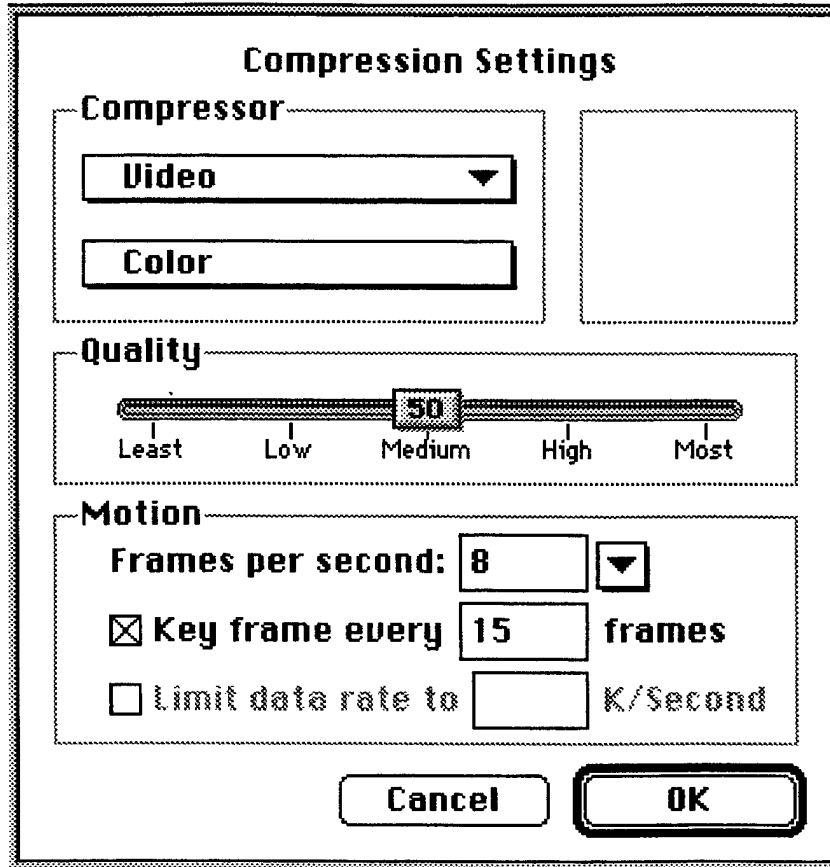 Compression Settings
Compressor
Video
Color
Quality
50
Least Low Medium High Most
Motion
Frames per second: 8
Key frame every 15 frames
Limit data rate to K/Second
Cancel OK